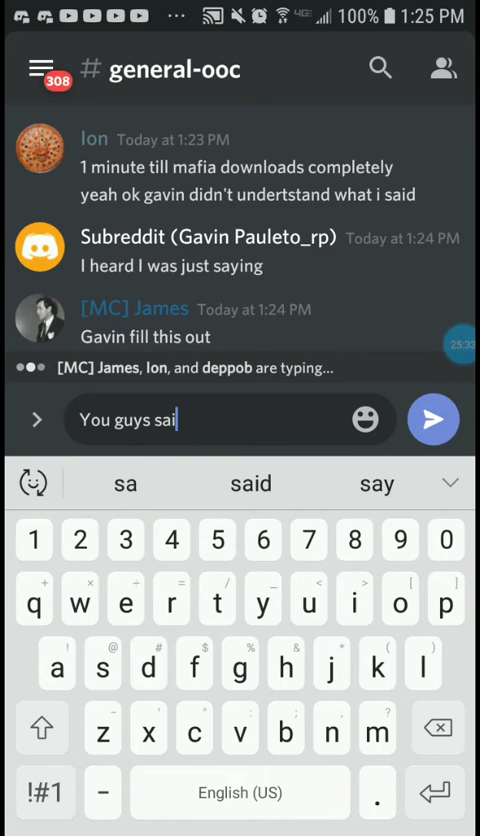 4G 100% 1:25 PM
308 # general-ooc
Ion Today at 1:23 PM
1 minute till mafia downloads completely
yeah ok gavin didn't undertstand what i said
Subreddit (Gavin Pauleto_rp) Today at 1:24 PM
I heard I was just saying
[MC] James Today at 1:24 PM
Gavin fill this out
25:33
[MC] James, Ion, and deppob are typing...
You guys sai
sa said say
1 2 3 4 5 6 7 8 9 0
+ × ÷ = / _ < > [ ]
q w e r t y u i o p
! @ # $ % ^ & * ( )
a s d f g h j k l
- ' " : ; , ?
z x c v b n m
!#1 - English (US) .